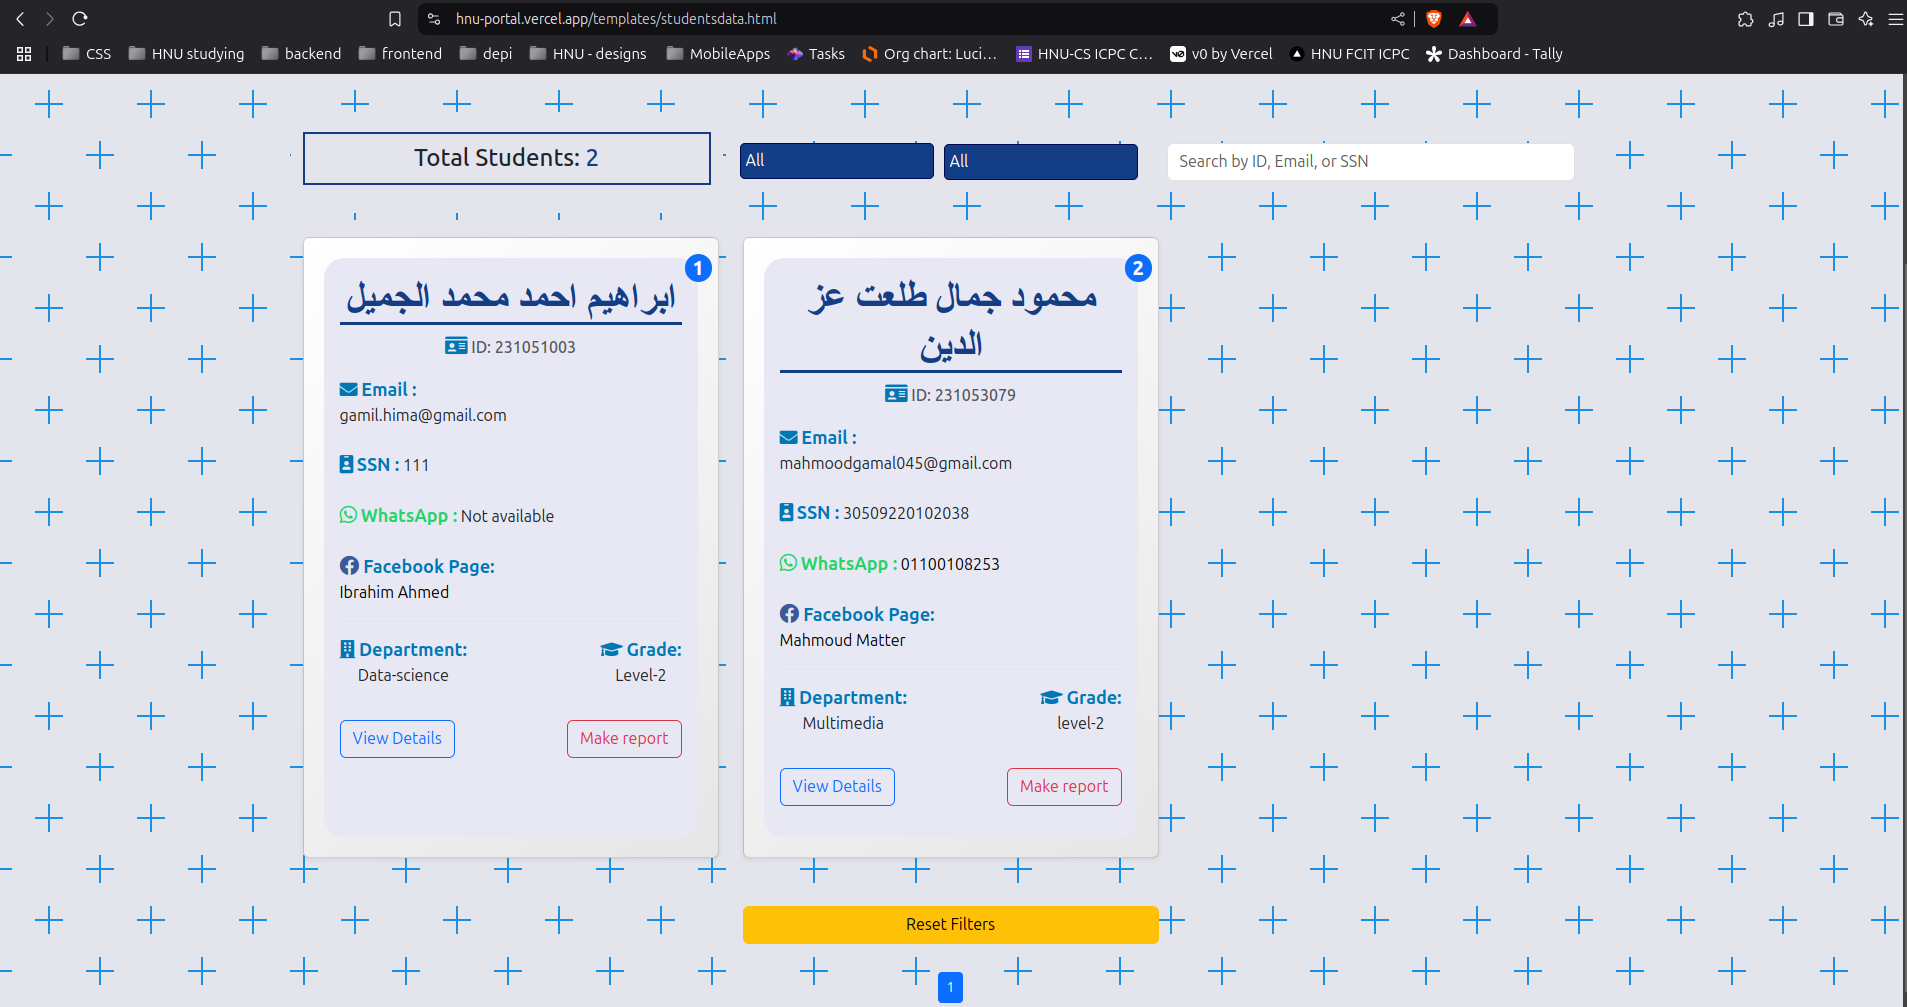 hnu-portal.vercel.app/templates/studentsdata.html
CSS HNU studying backend frontend depi HNU - designs MobileApps Tasks Org chart: Luci... HNU-CS ICPC C... v0 by Vercel HNU FCIT ICPC Dashboard - Tally
Total Students: 2
All
All
Search by ID, Email, or SSN
1
ابراهيم احمد محمد الجميل
ID: 231051003
Email :
gamil.hima@gmail.com
SSN : 111
WhatsApp : Not available
Facebook Page:
Ibrahim Ahmed
Department: Grade:
Data-science Level-2
View Details Make report
2
محمود جمال طلعت عز
الدين
ID: 231053079
Email :
mahmoodgamal045@gmail.com
SSN : 30509220102038
WhatsApp : 01100108253
Facebook Page:
Mahmoud Matter
Department: Grade:
Multimedia level-2
View Details Make report
Reset Filters
1